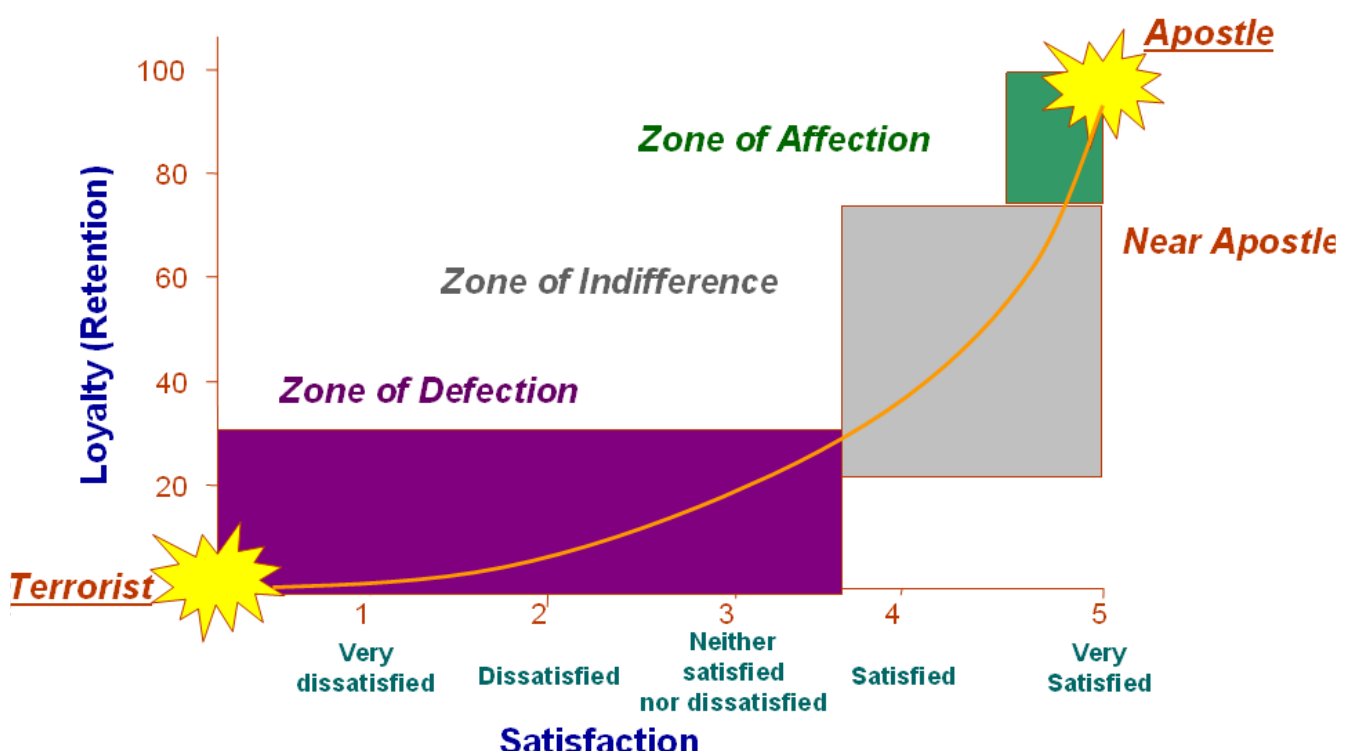 Apostle
100
Zone of Affection
80
Near Apostle
Zone of Indifference
60
Loyalty (Retention)
Zone of Defection
40
20
Terrorist
1
2
3
4
5
Very
dissatisfied
Dissatisfied
Neither
satisfied
nor dissatisfied
Satisfied
Very
Satisfied
Satisfaction